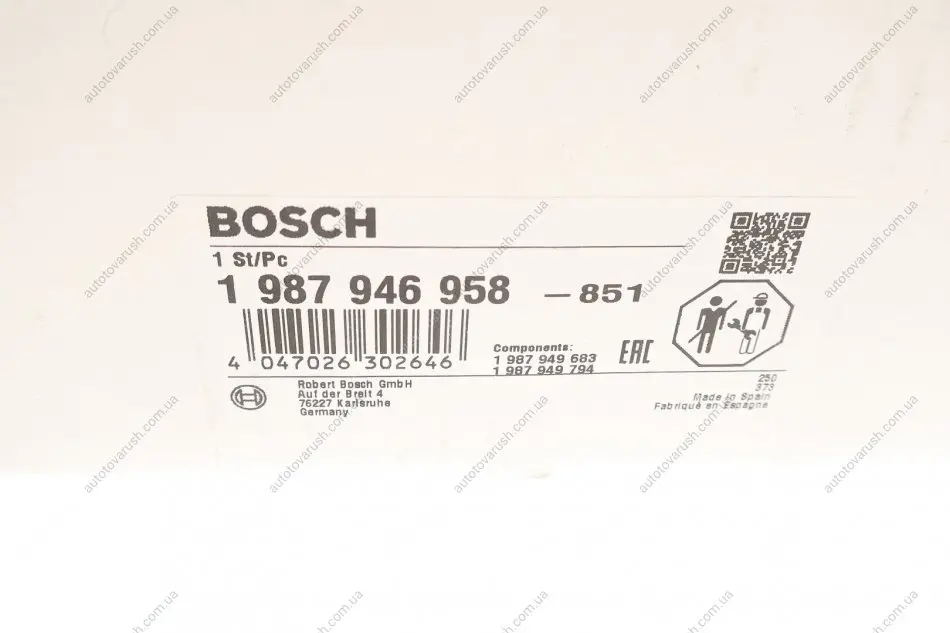 BOSCH
1 St/Pc
1 987 946 958 – 851
4 047026 302646
Components:
1 987 949 683
1 987 949 794
EAC
Robert Bosch GmbH
Auf der Breit 4
76227 Karlsruhe
Germany
250
373
Made in Spain
Fabriqué en Espagne
autotovarush.com.ua